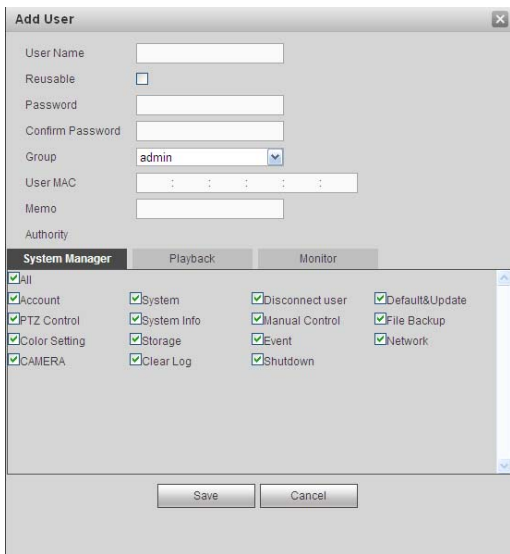 Add User
User Name
Reusable
Password
Confirm Password
Group admin
User MAC : : : : :
Memo
Authority
System Manager Playback Monitor
All
Account System Disconnect user Default&Update
PTZ Control System Info Manual Control File Backup
Color Setting Storage Event Network
CAMERA Clear Log Shutdown
Save Cancel